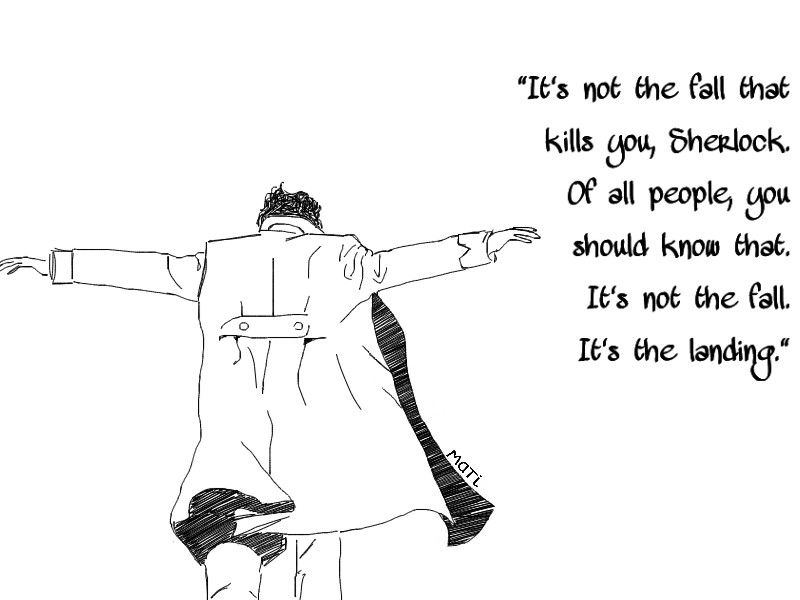 "It's not the fall that
kills you, Sherlock.
Of all people, you
should know that.
It's not the fall.
It's the landing."
MaTi